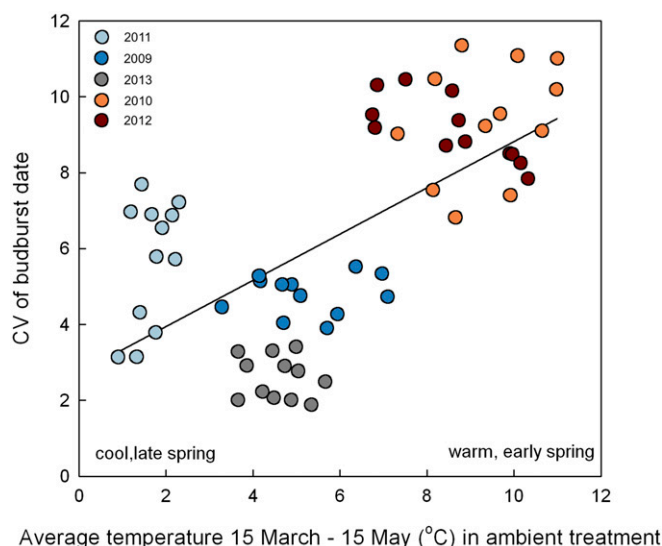 12
10
8
6
4
2
0
CV of budburst date
2011
2009
2013
2010
2012
cool,late spring
warm, early spring
0 2 4 6 8 10 12
Average temperature 15 March - 15 May (°C) in ambient treatment